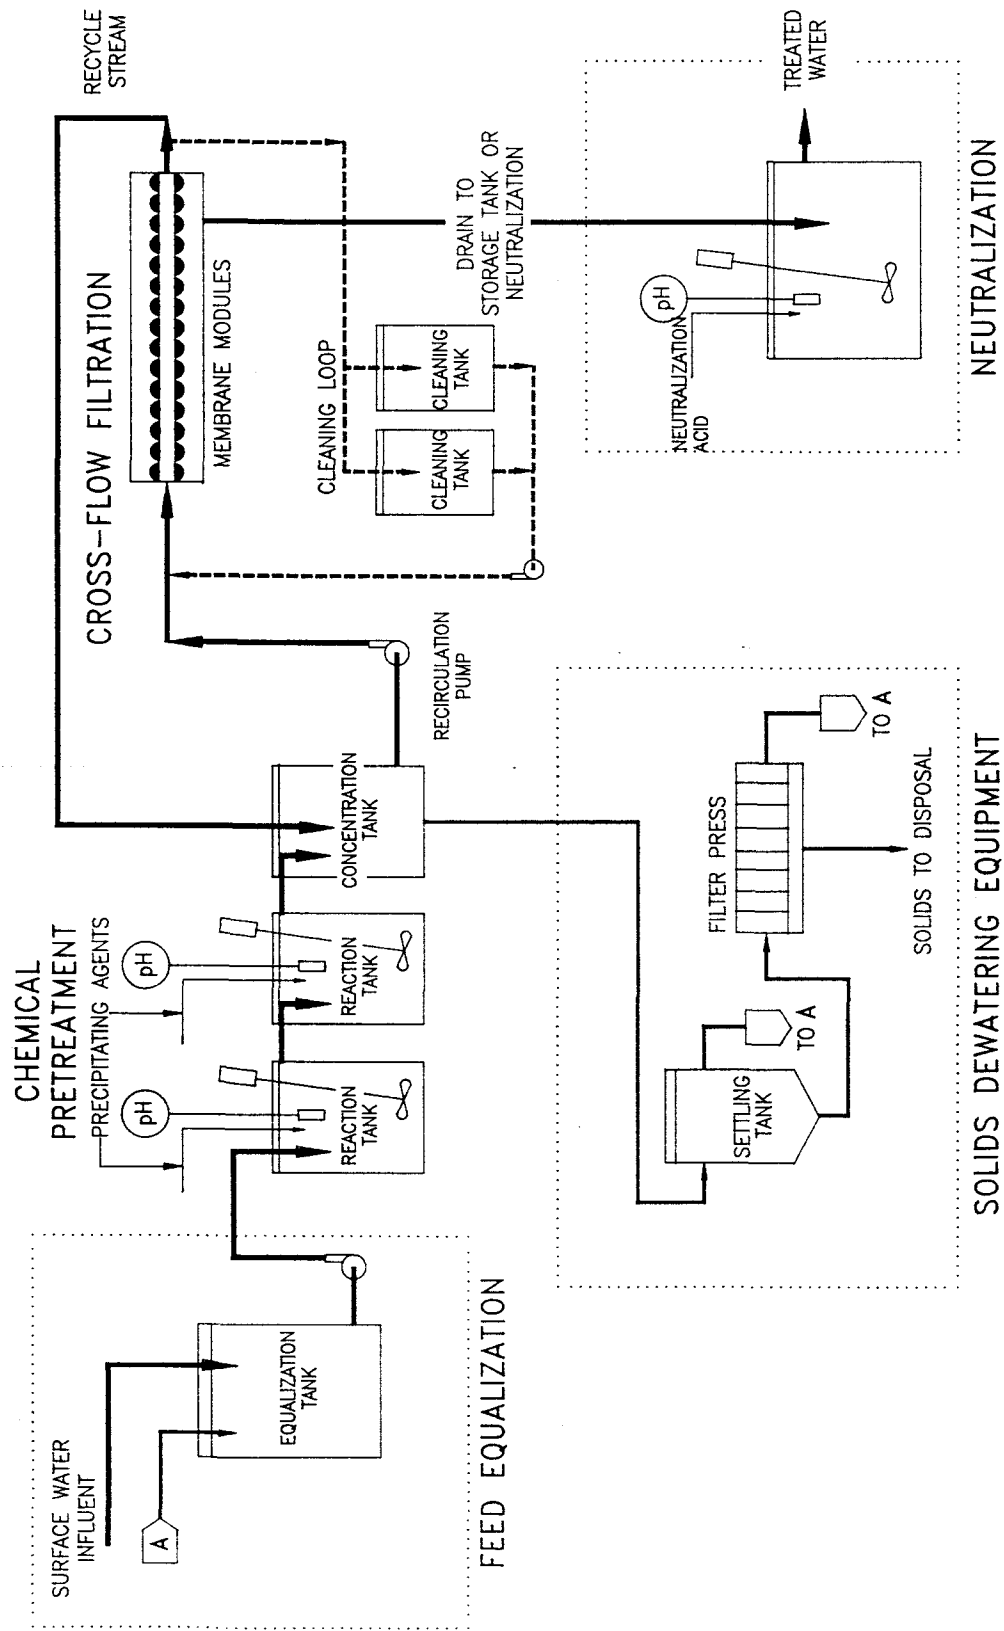 CHEMICAL
PRETREATMENT
PRECIPITATING AGENTS
CROSS-FLOW FILTRATION
RECYCLE
STREAM
MEMBRANE MODULES
pH
pH
REACTION
TANK
REACTION
TANK
CONCENTRATION
TANK
RECIRCULATION
PUMP
CLEANING LOOP
CLEANING
TANK
CLEANING
TANK
DRAIN TO
STORAGE TANK OR
NEUTRALIZATION
SURFACE WATER
INFLUENT
A
EQUALIZATION
TANK
FEED EQUALIZATION
SETTLING
TANK
TO A
FILTER PRESS
TO A
SOLIDS TO DISPOSAL
SOLIDS DEWATERING EQUIPMENT
NEUTRALIZATION
ACID
pH
TREATED
WATER
NEUTRALIZATION